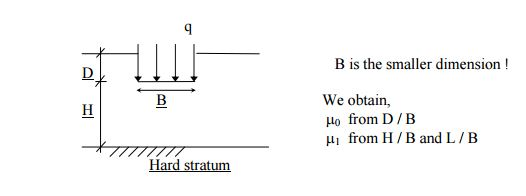 q
B is the smaller dimension !
D
B
We obtain,
H
μ₀ from D / B
μ₁ from H / B and L / B
Hard stratum